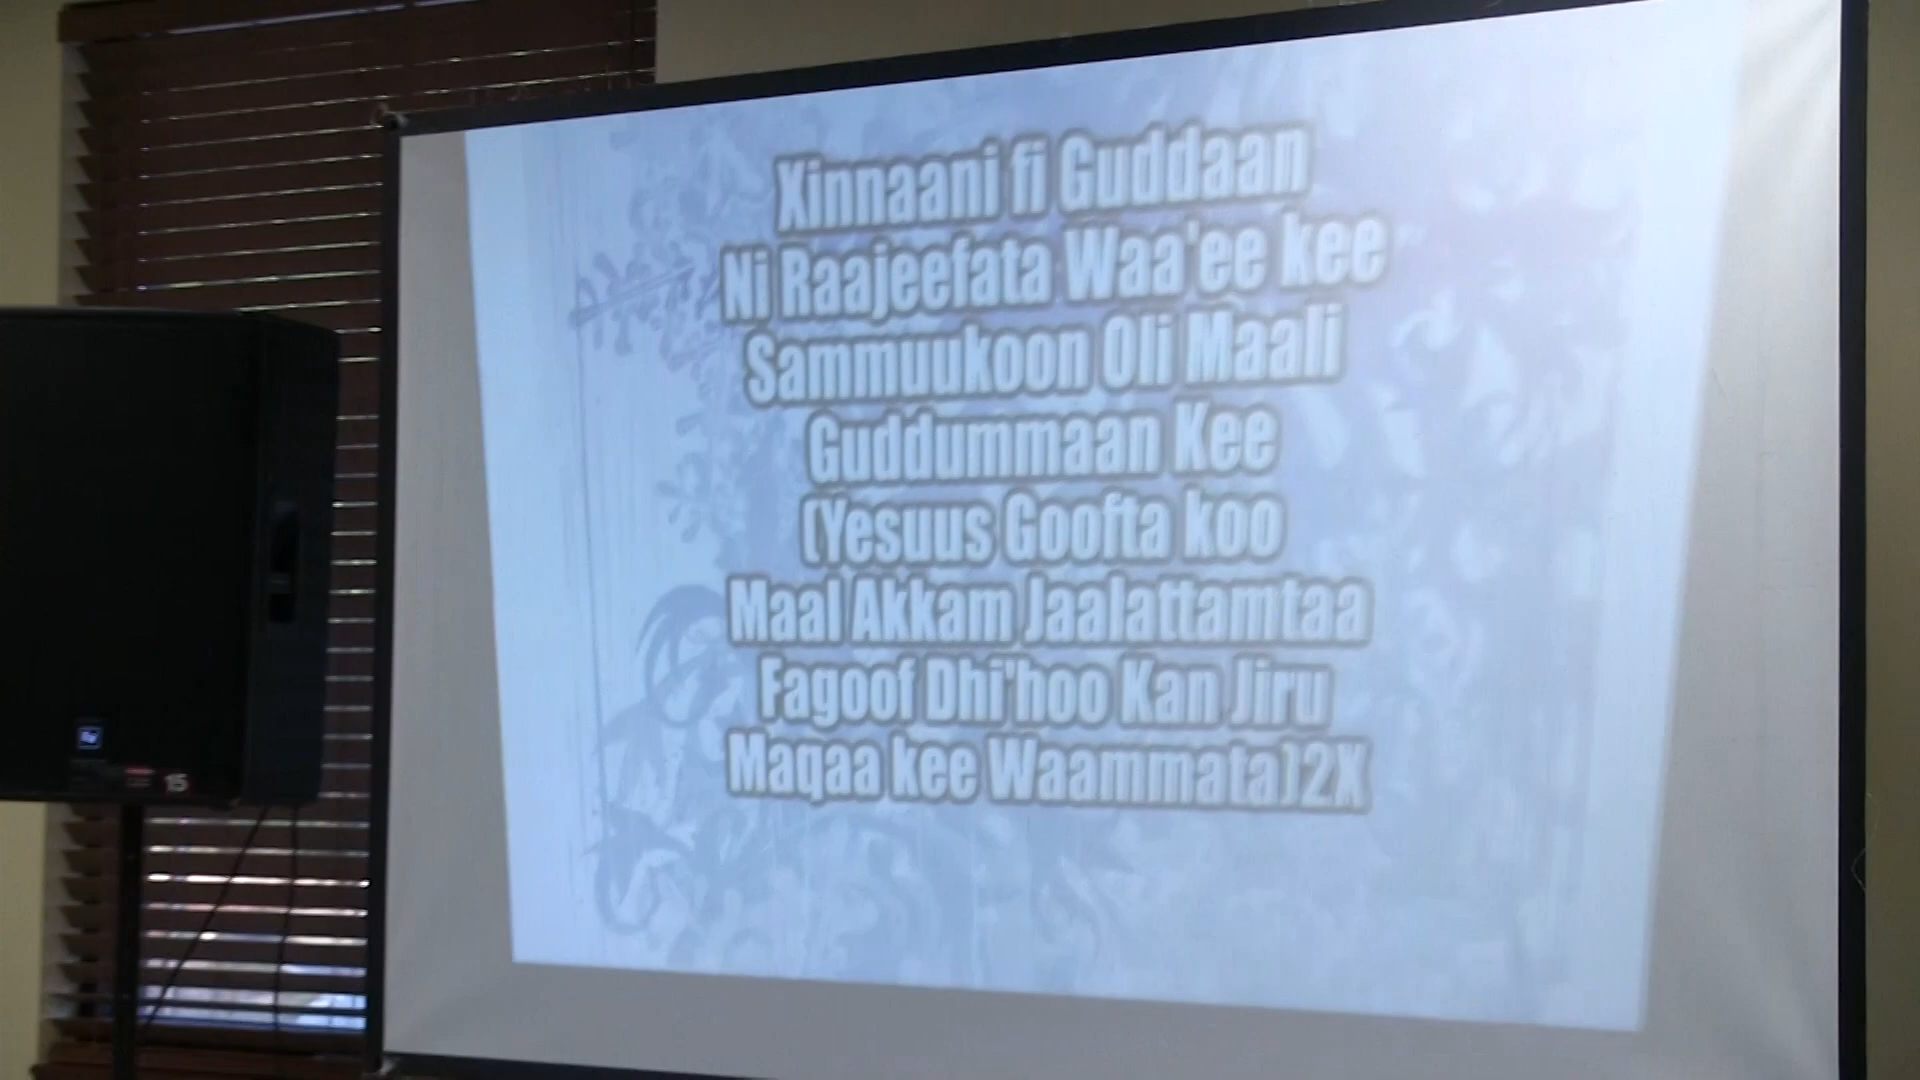 Xinnaani fi Guddaan
Ni Raajeefata Waa'ee kee
Sammuukoon Oli Maali
Guddummaan Kee
(Yesuus Goofta koo
Maal Akkam Jaalattamtaa
Fagoof Dhi'hoo Kan Jiru
Maqaa kee Waammata)2X
15